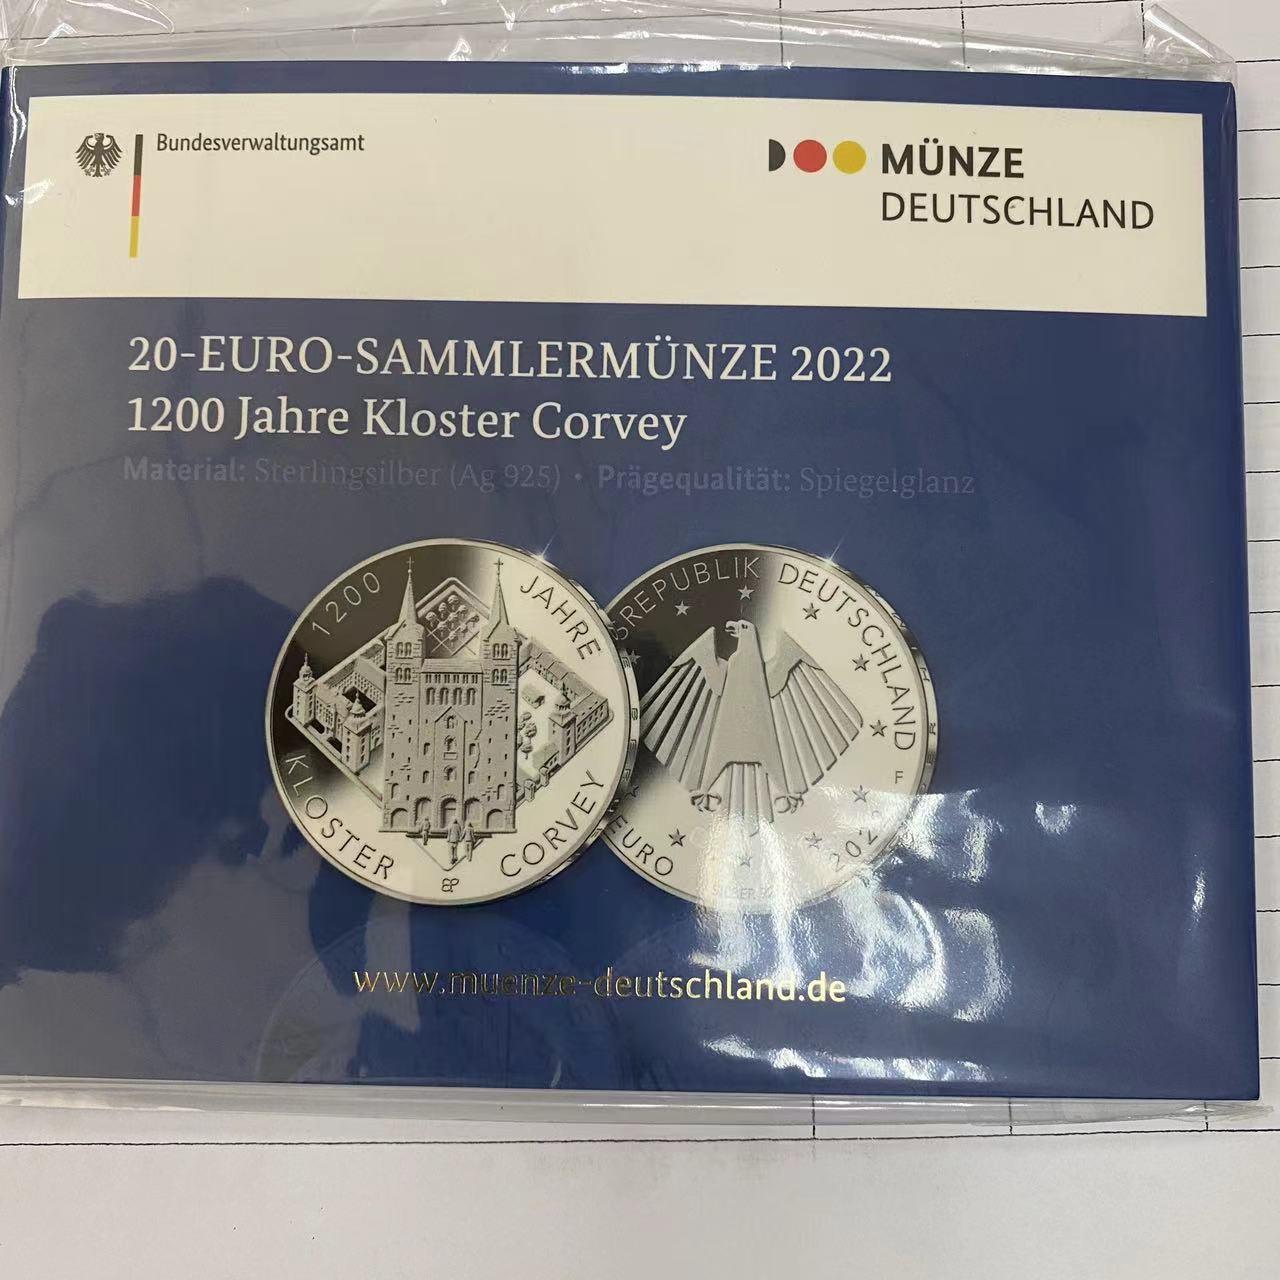 Bundesverwaltungsamt
MÜNZE
DEUTSCHLAND
20-EURO-SAMMLERMÜNZE 2022
1200 Jahre Kloster Corvey
Material: Sterlingsilber (Ag 925) • Prägequalität: Spiegelglanz
1200 JAHRE
KLOSTER CORVEY
DEUTSCHLAND
F
EURO
www.muenze-deutschland.de